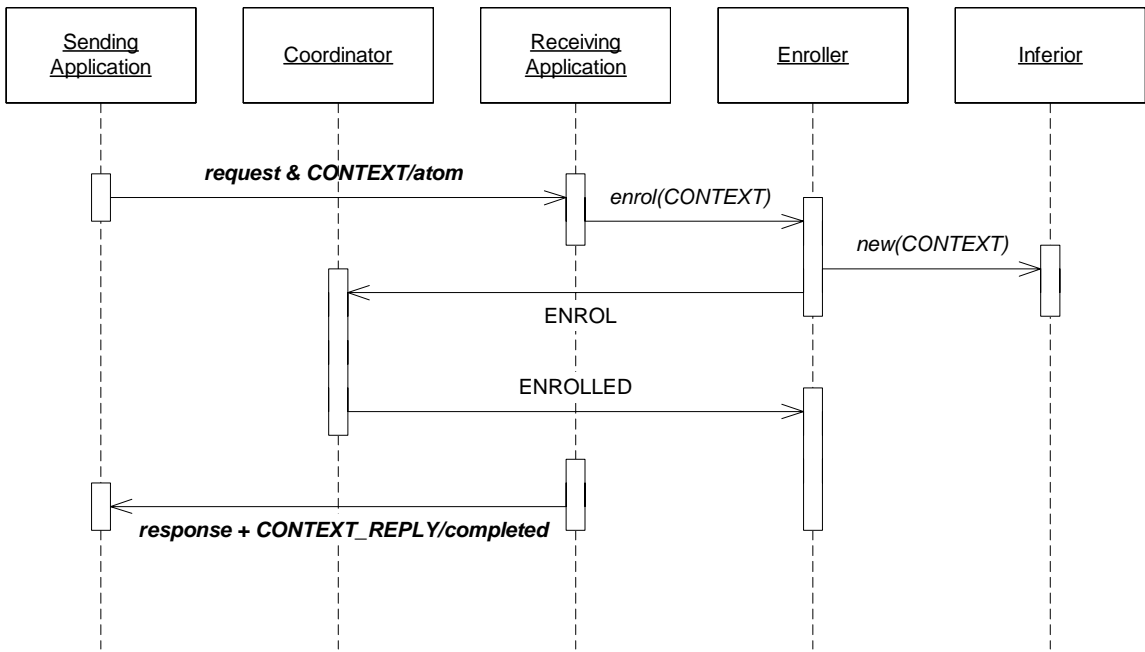 Sending
Application
Coordinator
Receiving
Application
Enroller
Inferior
request & CONTEXT/atom
enrol(CONTEXT)
new(CONTEXT)
ENROL
ENROLLED
response + CONTEXT_REPLY/completed